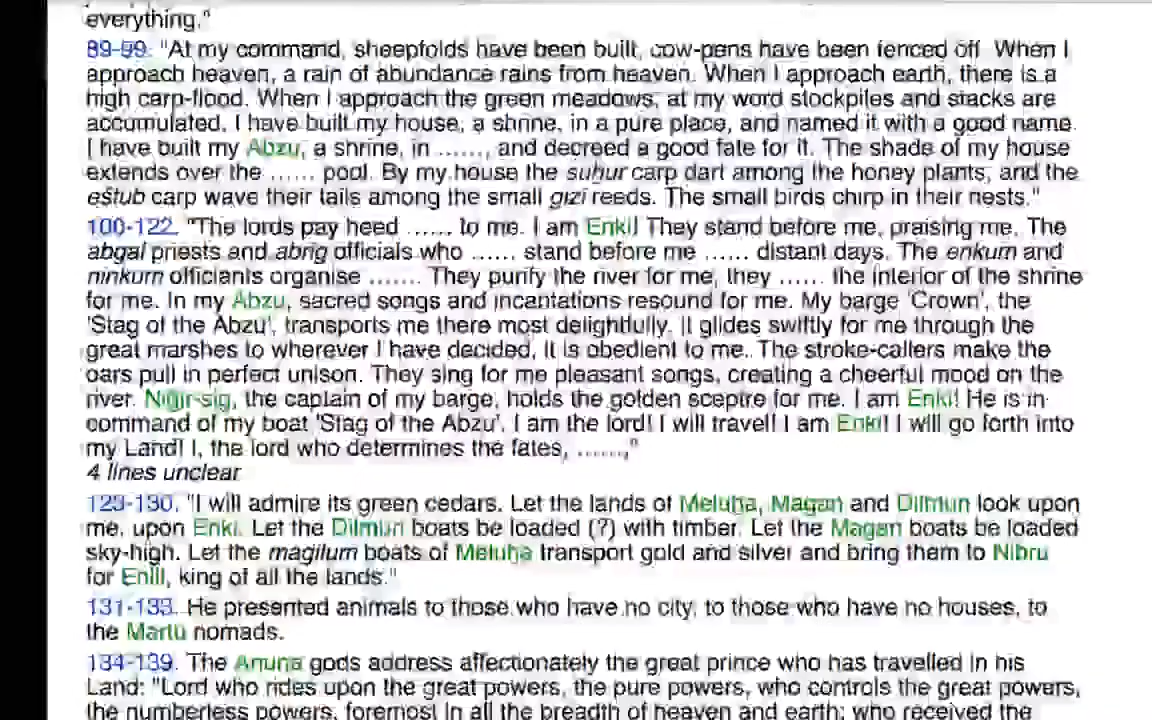 everything."
89-99. "At my command, sheepfolds have been built, cow-pens have been fenced off. When I
approach heaven, a rain of abundance rains from heaven. When I approach earth, there is a
high carp-flood. When I approach the green meadows, at my word stockpiles and stacks are
accumulated. I have built my house, a shrine, in a pure place, and named it with a good name.
I have built my Abzu, a shrine, in ......, and decreed a good fate for it. The shade of my house
extends over the ...... pool. By my house the suḫur carp dart among the honey plants, and the
eštub carp wave their tails among the small gizi reeds. The small birds chirp in their nests."
100-122. "The lords pay heed ...... to me. I am Enki! They stand before me, praising me. The
abgal priests and abrig officials who ...... stand before me ...... distant days. The enkum and
ninkum officiants organise ....... They purify the river for me, they ...... the interior of the shrine
for me. In my Abzu, sacred songs and incantations resound for me. My barge 'Crown', the
'Stag of the Abzu', transports me there most delightfully. It glides swiftly for me through the
great marshes to wherever I have decided, it is obedient to me. The stroke-callers make the
oars pull in perfect unison. They sing for me pleasant songs, creating a cheerful mood on the
river. Niĝir-sig, the captain of my barge, holds the golden sceptre for me. I am Enki! He is in
command of my boat 'Stag of the Abzu'. I am the lord! I will travel! I am Enki! I will go forth into
my Land! I, the lord who determines the fates, ......,"
4 lines unclear
123-130. "I will admire its green cedars. Let the lands of Meluḫa, Magan and Dilmun look upon
me, upon Enki. Let the Dilmun boats be loaded (?) with timber. Let the Magan boats be loaded
sky-high. Let the magilum boats of Meluḫa transport gold and silver and bring them to Nibru
for Enlil, king of all the lands."
131-133. He presented animals to those who have no city, to those who have no houses, to
the Martu nomads.
134-139. The Anuna gods address affectionately the great prince who has travelled in his
Land: "Lord who rides upon the great powers, the pure powers, who controls the great powers,
the numberless powers, foremost in all the breadth of heaven and earth; who received the